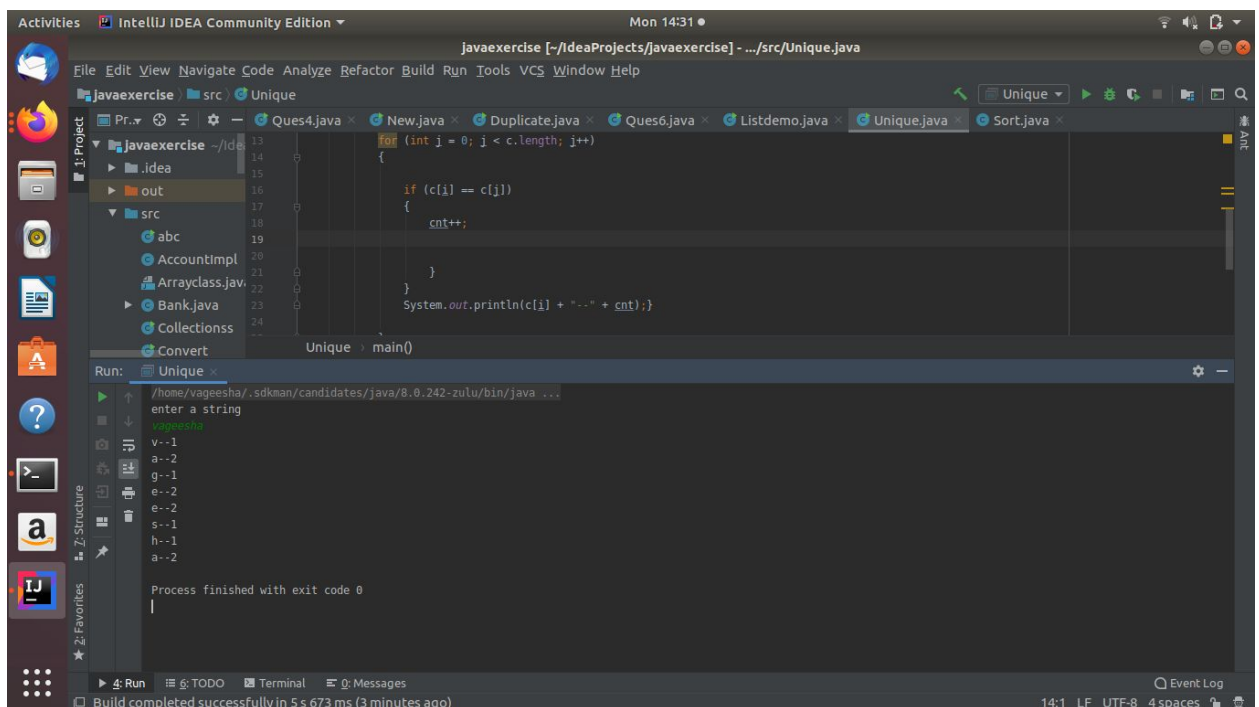 Activities IntelliJ IDEA Community Edition Mon 14:31
javaexercise [~/IdeaProjects/javaexercise] - .../src/Unique.java
File Edit View Navigate Code Analyze Refactor Build Run Tools VCS Window Help
javaexercise src Unique Unique
1: Project Pr.. Ques4.java New.java Duplicate.java Ques6.java Listdemo.java Unique.java Sort.java Ant
javaexercise ~/Ide
.idea
out
src
abc
AccountImpl
Arrayclass.jav
Bank.java
Collectionss
Convert
13 for (int j = 0; j < c.length; j++)
14 {
15
16 if (c[i] == c[j])
17 {
18 cnt++;
19
20
21 }
22 }
23 System.out.println(c[i] + "--" + cnt);}
24
Unique main()
Run: Unique
/home/vageesha/.sdkman/candidates/java/8.0.242-zulu/bin/java ...
enter a string
vageesha
v--1
a--2
g--1
e--2
e--2
s--1
h--1
a--2
Process finished with exit code 0
7: Structure
2: Favorites
4: Run 6: TODO Terminal 0: Messages Event Log
Build completed successfully in 5 s 673 ms (3 minutes ago) 14:1 LF UTF-8 4 spaces